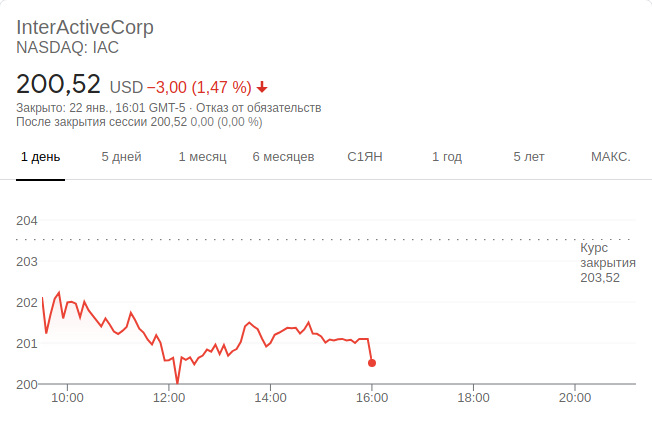 InterActiveCorp
NASDAQ: IAC
200,52 USD −3,00 (1,47 %)
Закрыто: 22 янв., 16:01 GMT-5 · Отказ от обязательств
После закрытия сессии 200,52 0,00 (0,00 %)
1 день 5 дней 1 месяц 6 месяцев С1ЯН 1 год 5 лет МАКС.
204
Курс
закрытия
203,52
203
202
201
200
10:00 12:00 14:00 16:00 18:00 20:00